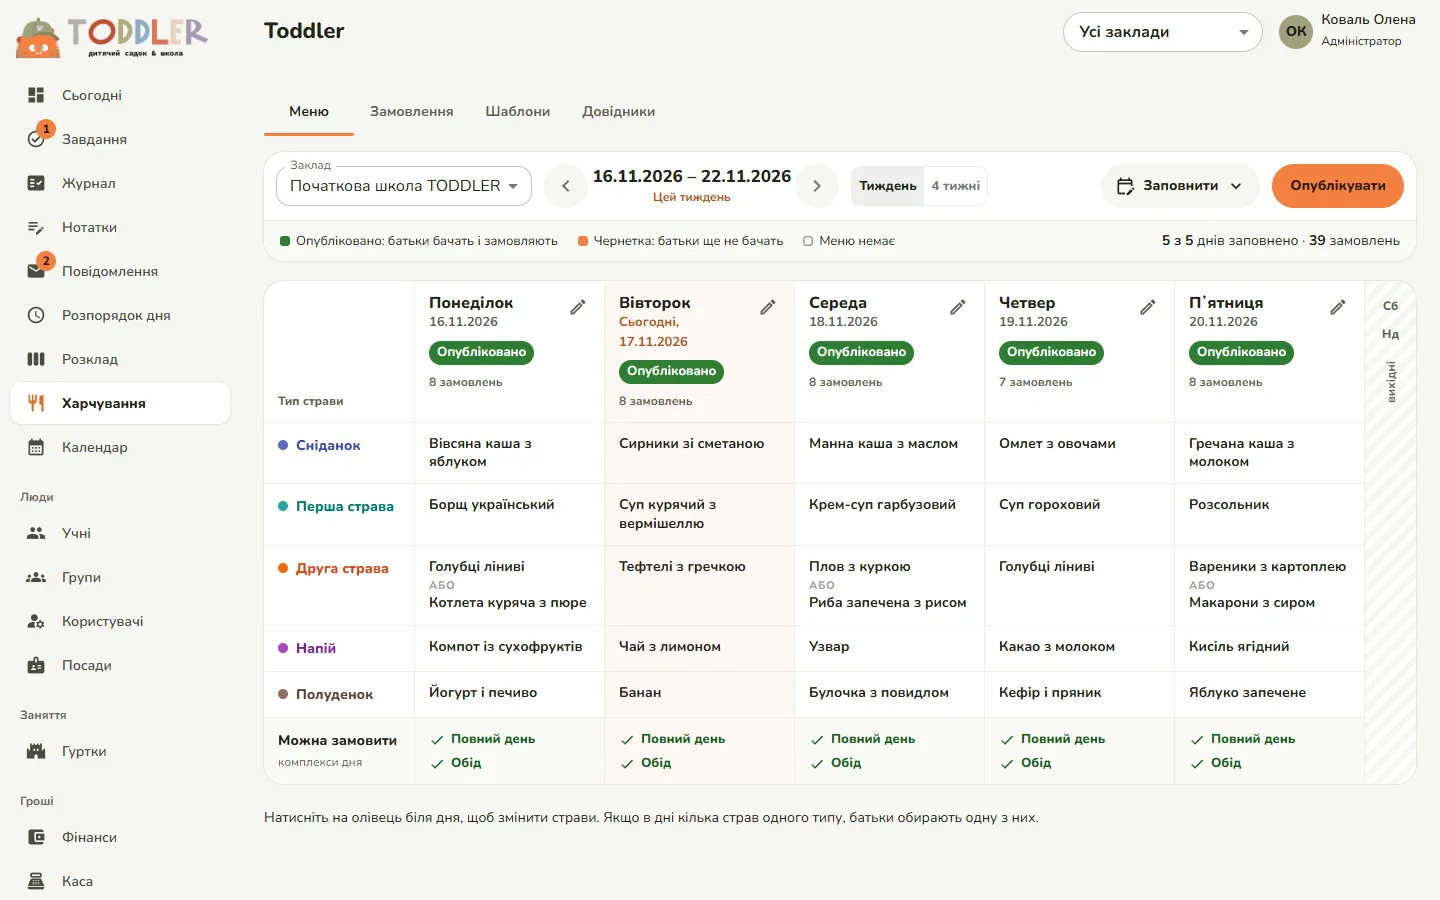 TODDLER
дитячий садок & школа
Toddler
Усі заклади
ОК
Коваль Олена
Адміністратор
Сьогодні
1
Завдання
Журнал
Нотатки
2
Повідомлення
Розпорядок дня
Розклад
Харчування
Календар
Люди
Учні
Групи
Користувачі
Посади
Заняття
Гуртки
Гроші
Фінанси
Каса
Меню
Замовлення
Шаблони
Довідники
Заклад
Початкова школа TODDLER
16.11.2026 – 22.11.2026
Цей тиждень
Тиждень
4 тижні
Заповнити
Опублікувати
Опубліковано: батьки бачать і замовляють
Чернетка: батьки ще не бачать
Меню немає
5 з 5 днів заповнено · 39 замовлень
Тип страви
Понеділок
16.11.2026
Опубліковано
8 замовлень
Вівторок
Сьогодні,
17.11.2026
Опубліковано
8 замовлень
Середа
18.11.2026
Опубліковано
8 замовлень
Четвер
19.11.2026
Опубліковано
7 замовлень
Пʼятниця
20.11.2026
Опубліковано
8 замовлень
Сб
Нд
вихідні
Сніданок
Вівсяна каша з
яблуком
Сирники зі сметаною
Манна каша з маслом
Омлет з овочами
Гречана каша з
молоком
Перша страва
Борщ український
Суп курячий з
вермішеллю
Крем-суп гарбузовий
Суп гороховий
Розсольник
Друга страва
Голубці ліниві
АБО
Котлета куряча з пюре
Тефтелі з гречкою
Плов з куркою
АБО
Риба запечена з рисом
Голубці ліниві
Вареники з картоплею
АБО
Макарони з сиром
Напій
Компот із сухофруктів
Чай з лимоном
Узвар
Какао з молоком
Кисіль ягідний
Полуденок
Йогурт і печиво
Банан
Булочка з повидлом
Кефір і пряник
Яблуко запечене
Можна замовити
комплекси дня
Повний день
Обід
Повний день
Обід
Повний день
Обід
Повний день
Обід
Повний день
Обід
Натисніть на олівець біля дня, щоб змінити страви. Якщо в дні кілька страв одного типу, батьки обирають одну з них.